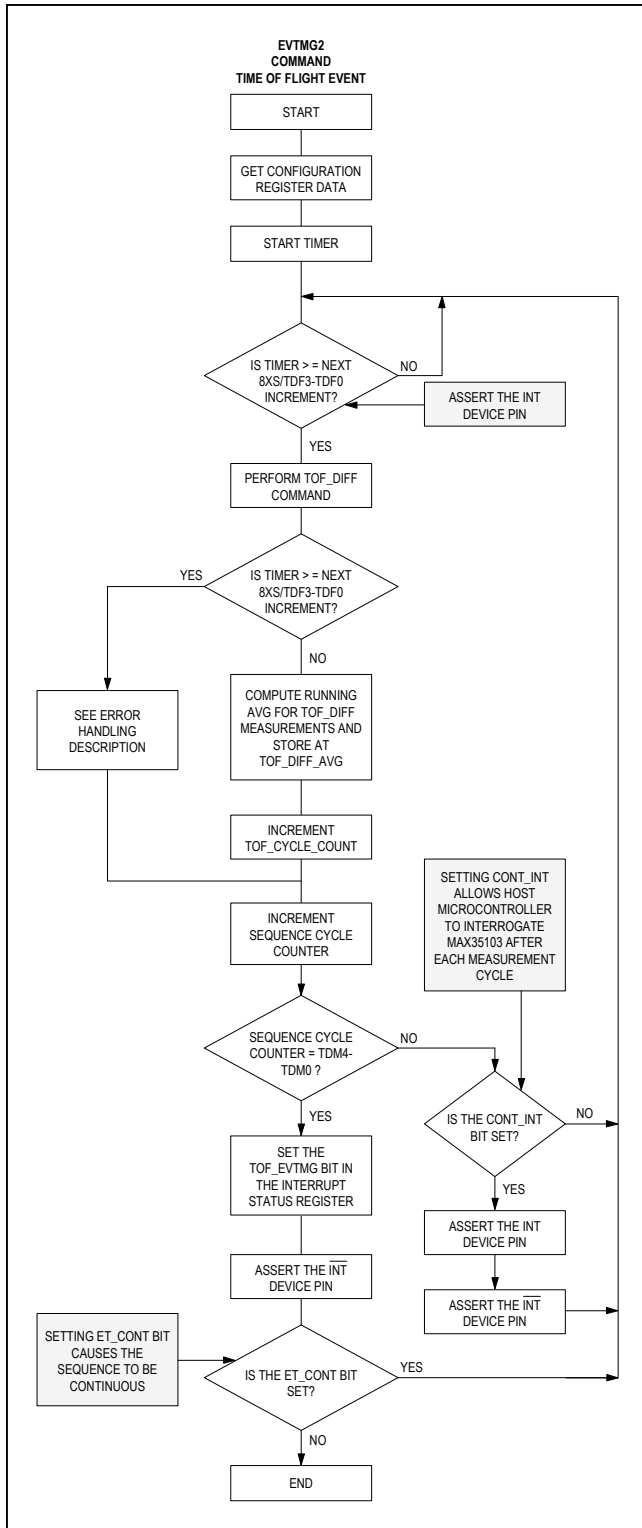 EVTMG2
COMMAND
TIME OF FLIGHT EVENT
START
GET CONFIGURATION
REGISTER DATA
START TIMER
IS TIMER > = NEXT
8XS/TDF3-TDF0
INCREMENT?
NO
ASSERT THE INT
DEVICE PIN
YES
PERFORM TOF_DIFF
COMMAND
YES
IS TIMER > = NEXT
8XS/TDF3-TDF0
INCREMENT?
NO
SEE ERROR
HANDLING
DESCRIPTION
COMPUTE RUNNING
AVG FOR TOF_DIFF
MEASUREMENTS AND
STORE AT
TOF_DIFF_AVG
INCREMENT
TOF_CYCLE_COUNT
SETTING CONT_INT
ALLOWS HOST
MICROCONTROLLER
TO INTERROGATE
MAX35103 AFTER
EACH MEASUREMENT
CYCLE
INCREMENT
SEQUENCE CYCLE
COUNTER
SEQUENCE CYCLE
COUNTER = TDM4-
TDM0 ?
NO
IS THE CONT_INT
BIT SET?
NO
YES
SET THE
TOF_EVTMG BIT IN
THE INTERRUPT
STATUS REGISTER
YES
ASSERT THE INT
DEVICE PIN
ASSERT THE INT
DEVICE PIN
ASSERT THE INT
DEVICE PIN
SETTING ET_CONT BIT
CAUSES THE
SEQUENCE TO BE
CONTINUOUS
IS THE ET_CONT BIT
SET?
YES
NO
END